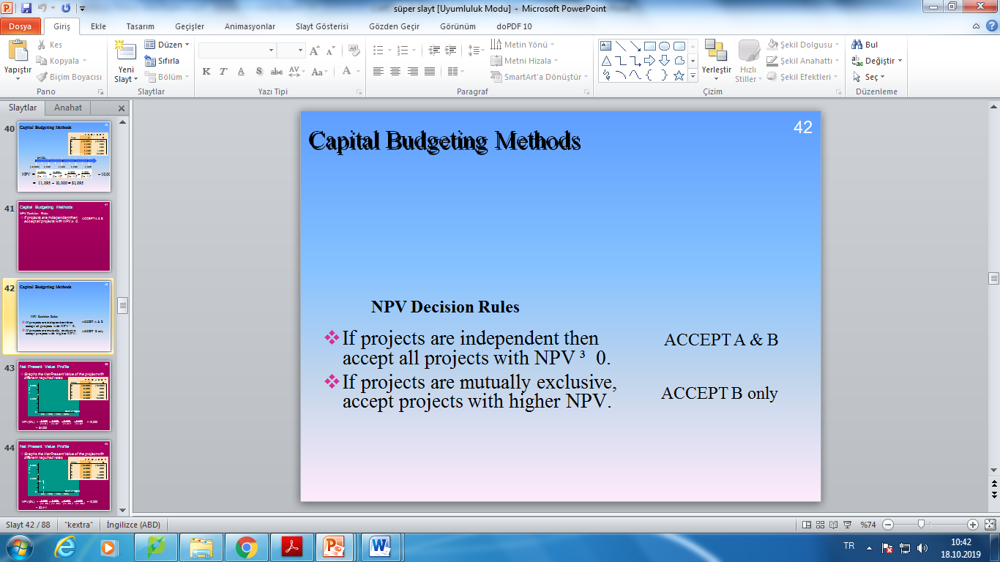 süper slayt [Uyumluluk Modu] - Microsoft PowerPoint
Dosya Giriş Ekle Tasarım Geçişler Animasyonlar Slayt Gösterisi Gözden Geçir Görünüm doPDF 10
Yapıştır
Kes
Kopyala
Biçim Boyacısı
Pano
Yeni
Slayt
Düzen
Sıfırla
Bölüm
Slaytlar
K T A S abc AV Aa A
Yazı Tipi
Metin Yönü
Metni Hizala
SmartArt'a Dönüştür
Paragraf
Yerleştir
Hızlı
Stiller
Şekil Dolgusu
Şekil Anahattı
Şekil Efektleri
Çizim
Bul
Değiştir
Seç
Düzenleme
Slaytlar Anahat
40
Capital Budgeting Methods
= 11,095 – 10,000 = $1,095
41
Capital Budgeting Methods
NPV Decision Rules
If projects are independent then
accept all projects with NPV ≥ 0.
ACCEPT A & B
42
Capital Budgeting Methods
NPV Decision Rules
If projects are independent then
accept all projects with NPV ³ 0.
ACCEPT A & B
If projects are mutually exclusive,
accept projects with higher NPV.
ACCEPT B only
43
Net Present Value Profile
Graphs the Net Present Value of the project with
different required rates
44
Net Present Value Profile
Graphs the Net Present Value of the project with
different required rates
42
Capital Budgeting Methods
NPV Decision Rules
If projects are independent then
accept all projects with NPV ³ 0.
ACCEPT A & B
If projects are mutually exclusive,
accept projects with higher NPV.
ACCEPT B only
Slayt 42 / 88 "kextra" İngilizce (ABD) %74
TR 10:42
18.10.2019